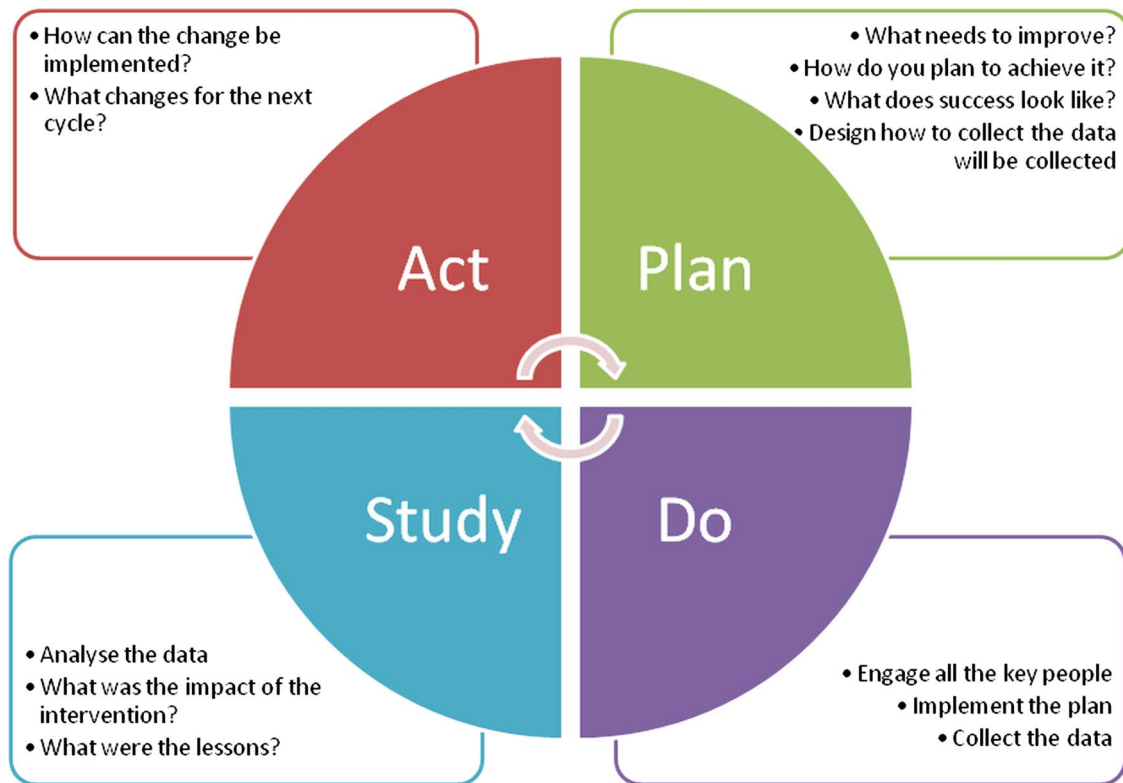 • How can the change be
implemented?
• What changes for the next
cycle?
• What needs to improve?
• How do you plan to achieve it?
• What does success look like?
• Design how to collect the data
will be collected
Act
Plan
Study
Do
• Analyse the data
• What was the impact of the
intervention?
• What were the lessons?
• Engage all the key people
• Implement the plan
• Collect the data